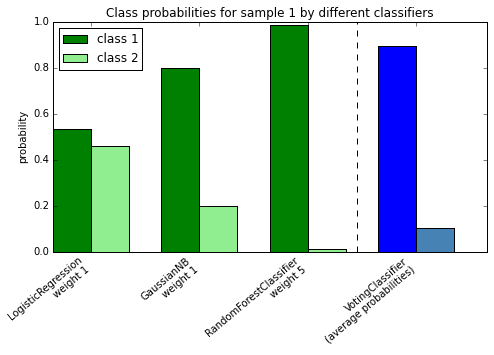 Class probabilities for sample 1 by different classifiers
class 1
class 2
probability
1.0
0.8
0.6
0.4
0.2
0.0
LogisticRegression
weight 1
GaussianNB
weight 1
RandomForestClassifier
weight 5
VotingClassifier
(average probabilities)